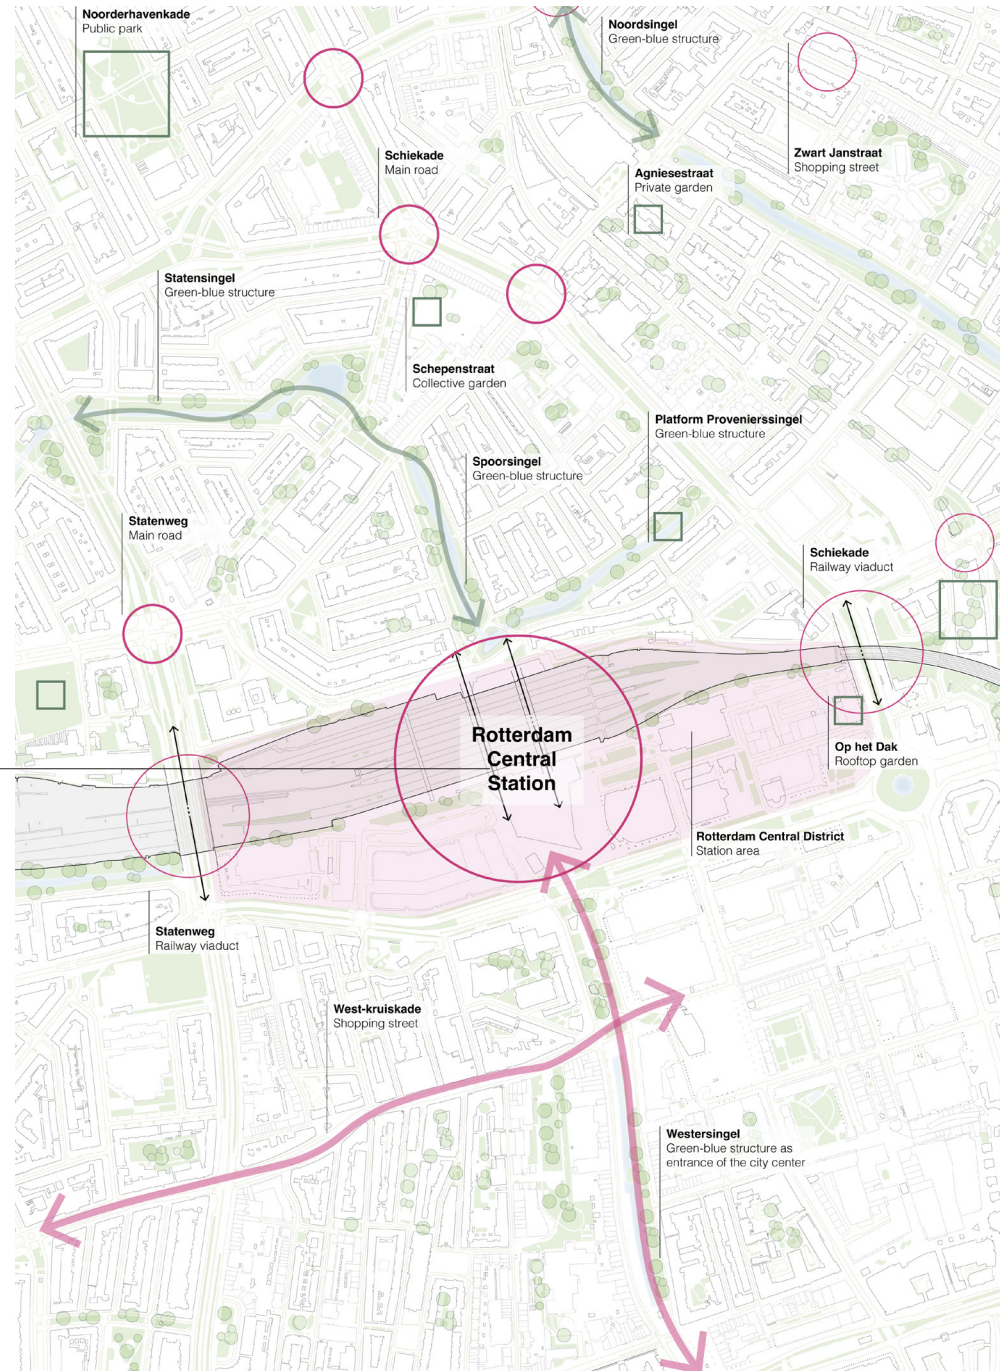 Noorderhavenkade
Public park
Noordsingel
Green-blue structure
Zwart Janstraat
Shopping street
Schiekade
Main road
Agniesestraat
Private garden
Statensingel
Green-blue structure
Schepenstraat
Collective garden
Platform Provenierssingel
Green-blue structure
Spoorsingel
Green-blue structure
Statenweg
Main road
Schiekade
Railway viaduct
Rotterdam
Central
Station
Op het Dak
Rooftop garden
Rotterdam Central District
Station area
Statenweg
Railway viaduct
West-kruiskade
Shopping street
Westersingel
Green-blue structure as
entrance of the city center